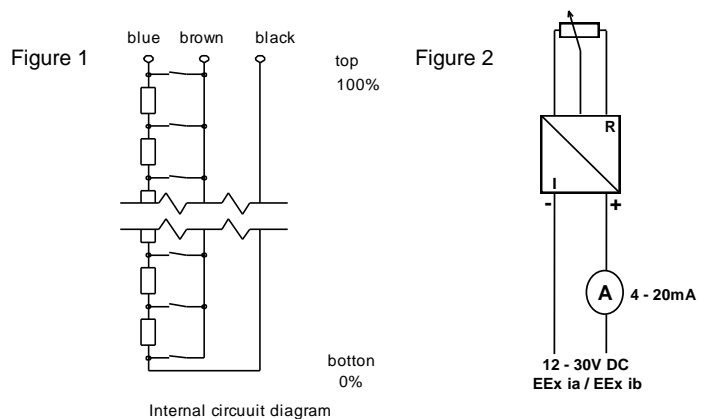 Figure 1
blue brown black
top
100%
botton
0%
Internal circuuit diagram
Figure 2
R
I
- +
A 4 - 20mA
12 - 30V DC
EEx ia / EEx ib